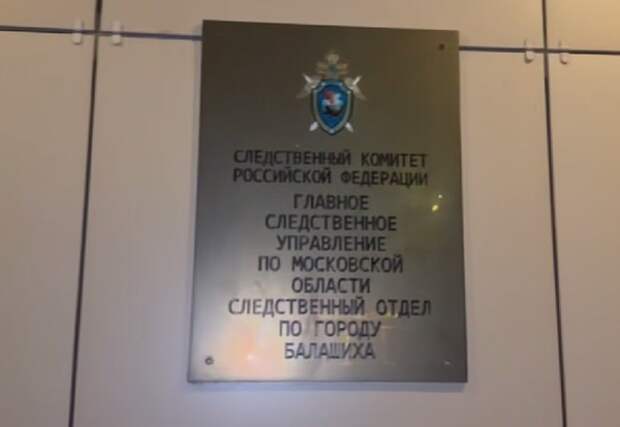 СЛЕДСТВЕННЫЙ КОМИТЕТ
РОССИЙСКОЙ ФЕДЕРАЦИИ
ГЛАВНОЕ
СЛЕДСТВЕННОЕ
УПРАВЛЕНИЕ
ПО МОСКОВСКОЙ
ОБЛАСТИ
СЛЕДСТВЕННЫЙ ОТДЕЛ
ПО ГОРОДУ
БАЛАШИХА